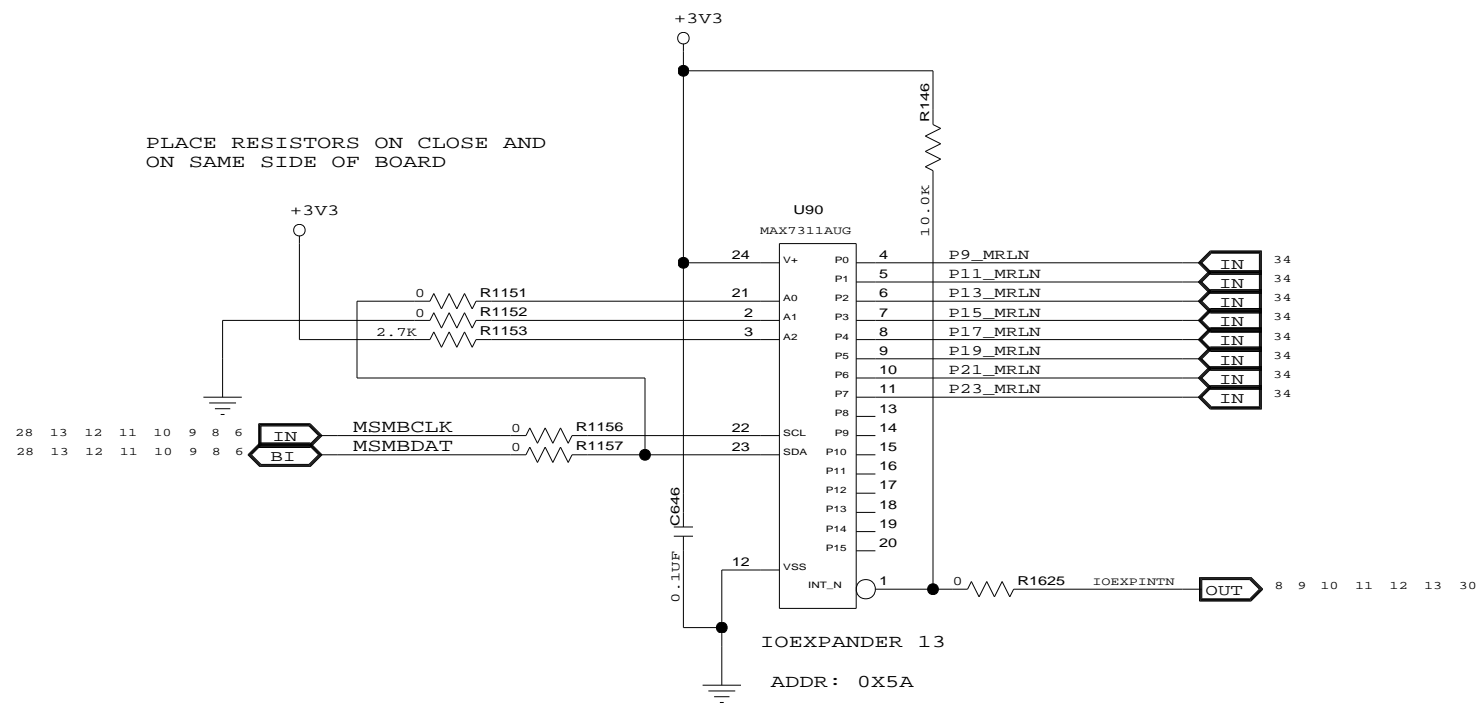 +3V3
R146
10.0K
PLACE RESISTORS ON CLOSE AND
ON SAME SIDE OF BOARD
+3V3
U90
MAX7311AUG
24 V+ P0 4 P9_MRLN IN 34
P1 5 P11_MRLN IN 34
0 R1151 21 A0 P2 6 P13_MRLN IN 34
0 R1152 2 A1 P3 7 P15_MRLN IN 34
2.7K R1153 3 A2 P4 8 P17_MRLN IN 34
P5 9 P19_MRLN IN 34
P6 10 P21_MRLN IN 34
P7 11 P23_MRLN IN 34
P8 13
28 13 12 11 10 9 8 6 IN MSMBCLK 0 R1156 22 SCL P9 14
28 13 12 11 10 9 8 6 BI MSMBDAT 0 R1157 23 SDA P10 15
P11 16
P12 17
P13 18
P14 19
P15 20
C646
0.1UF
12 VSS
INT_N 1 0 R1625 IOEXPINTN OUT 8 9 10 11 12 13 30
IOEXPANDER 13
ADDR: 0X5A